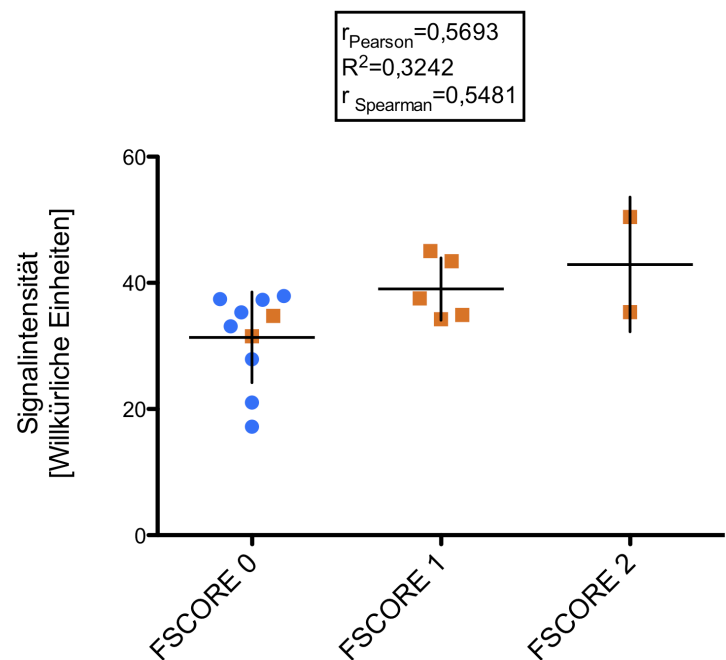 rPearson=0,5693
R²=0,3242
r Spearman=0,5481
60
40
20
0
Signalintensität
[Willkürliche Einheiten]
FSCORE 0
FSCORE 1
FSCORE 2